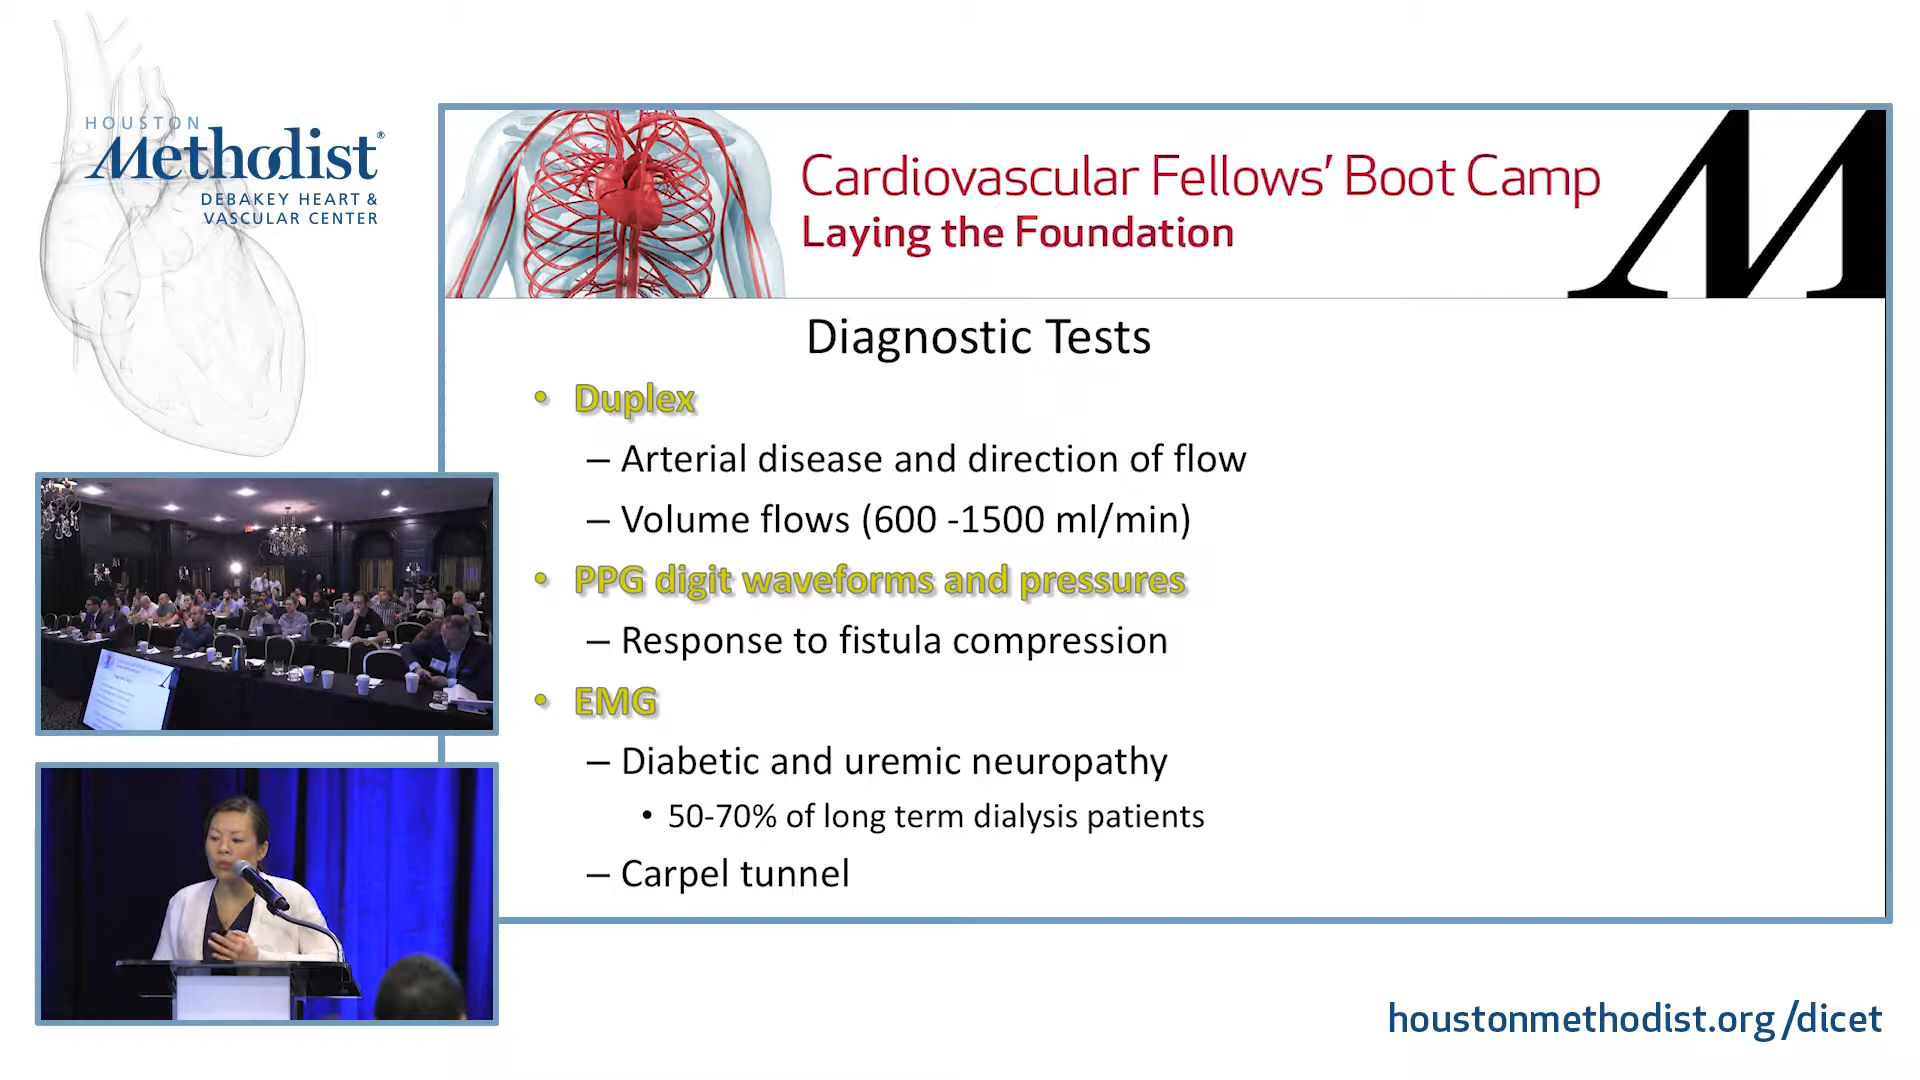 HOUSTON
Methodist®
DEBAKEY HEART &
VASCULAR CENTER
Cardiovascular Fellows' Boot Camp
Laying the Foundation
M
Diagnostic Tests
• Duplex
– Arterial disease and direction of flow
– Volume flows (600 -1500 ml/min)
• PPG digit waveforms and pressures
– Response to fistula compression
• EMG
– Diabetic and uremic neuropathy
• 50-70% of long term dialysis patients
– Carpel tunnel
houstonmethodist.org/dicet